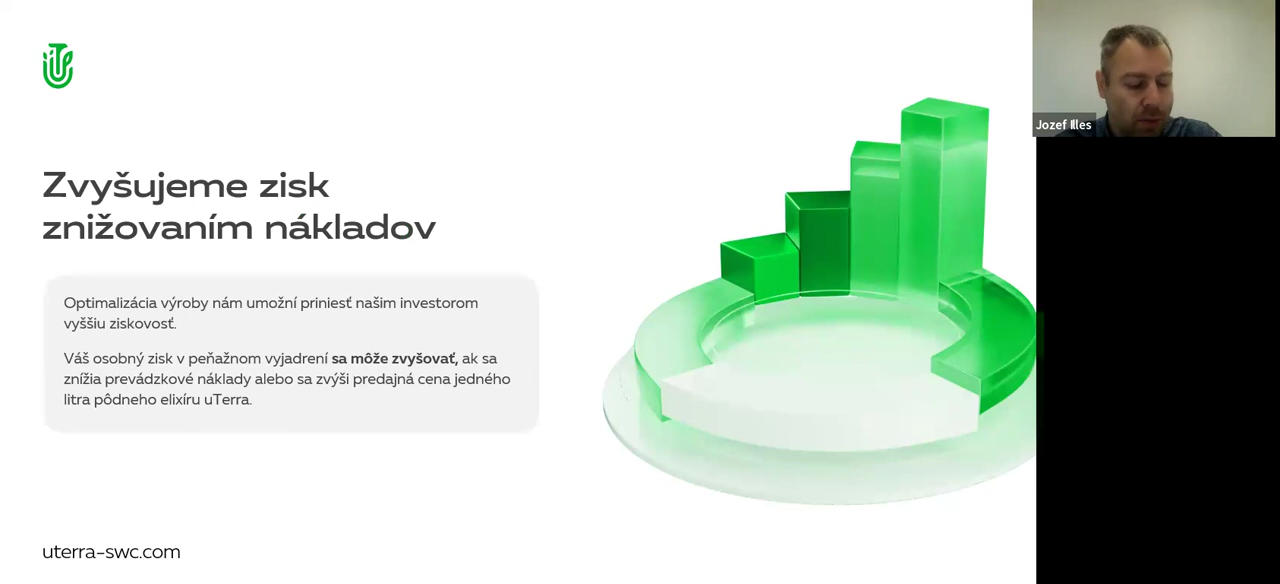 Zvyšujeme zisk
znižovaním nákladov
Optimalizácia výroby nám umožní priniesť našim investorom
vyššiu ziskovosť.
Váš osobný zisk v peňažnom vyjadrení sa môže zvyšovať, ak sa
znížia prevádzkové náklady alebo sa zvýši predajná cena jedného
litra pôdneho elixíru uTerra.
uterra-swc.com
Jozef Illes